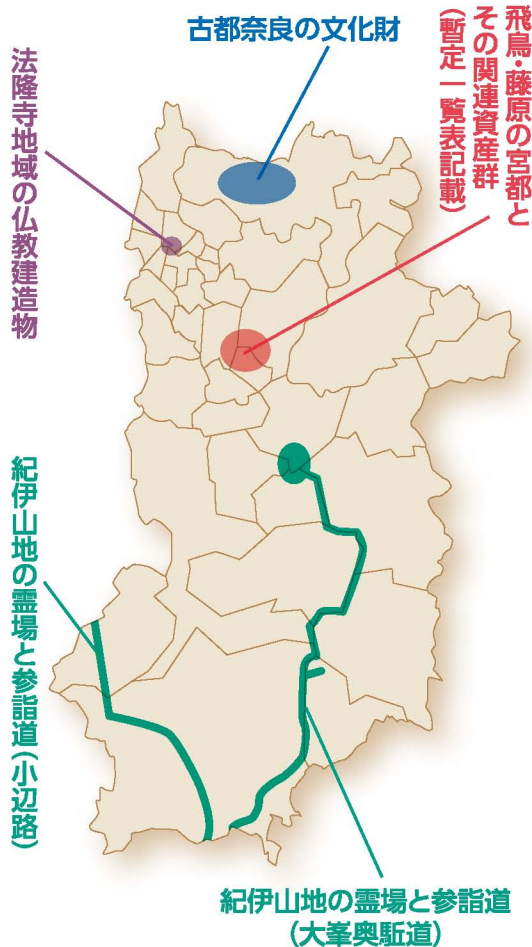 古都奈良の文化財
飛鳥・藤原の宮都と
その関連資産群
(暫定一覧表記載)
法隆寺地域の仏教建造物
紀伊山地の霊場と参詣道(小辺路)
紀伊山地の霊場と参詣道
(大峯奥駈道)